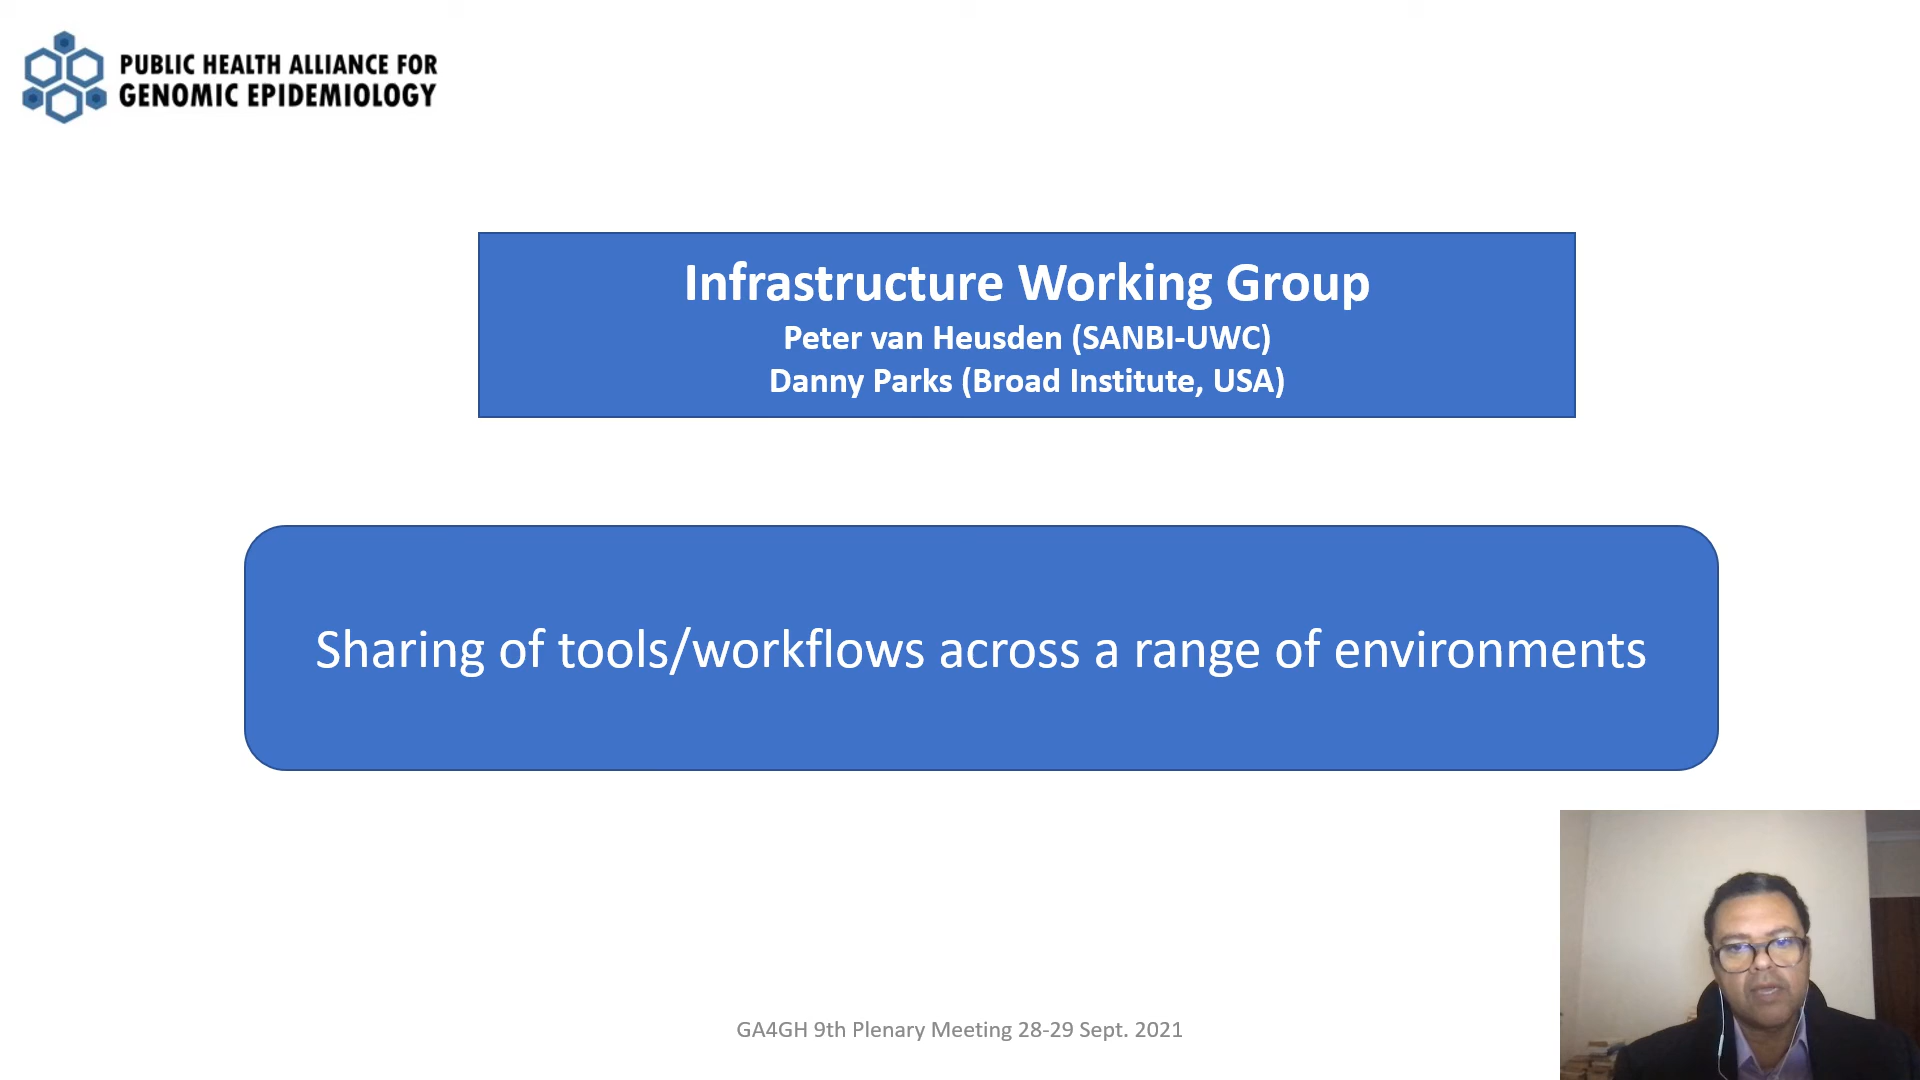 PUBLIC HEALTH ALLIANCE FOR
GENOMIC EPIDEMIOLOGY
Infrastructure Working Group
Peter van Heusden (SANBI-UWC)
Danny Parks (Broad Institute, USA)
Sharing of tools/workflows across a range of environments
GA4GH 9th Plenary Meeting 28-29 Sept. 2021